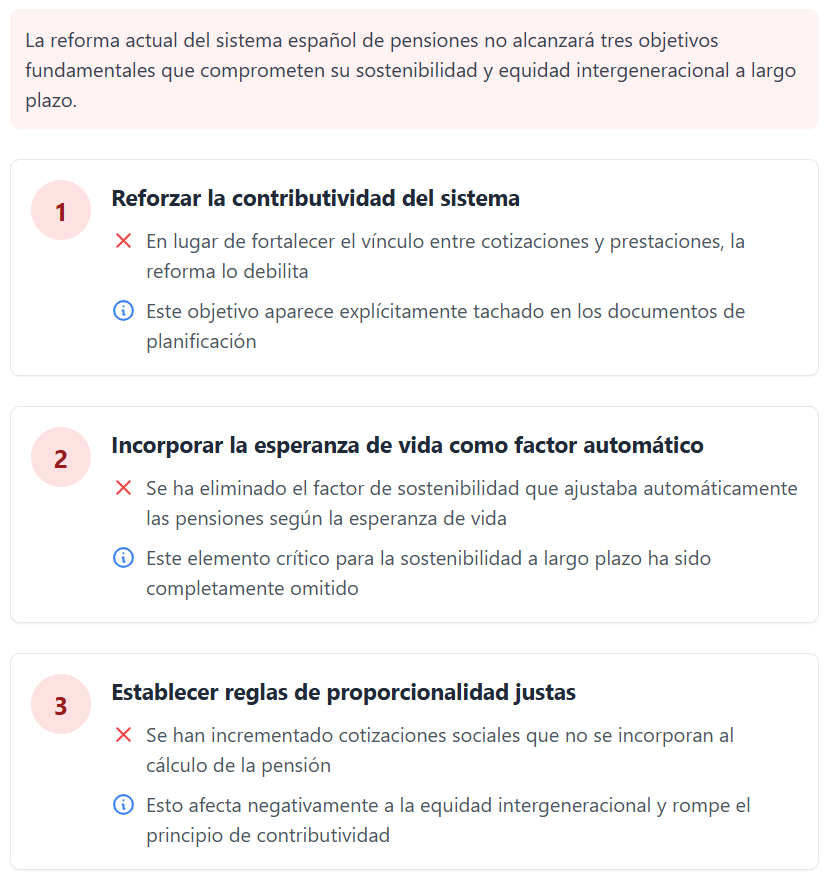 La reforma actual del sistema español de pensiones no alcanzará tres objetivos
fundamentales que comprometen su sostenibilidad y equidad intergeneracional a largo
plazo.
1
Reforzar la contributividad del sistema
En lugar de fortalecer el vínculo entre cotizaciones y prestaciones, la
reforma lo debilita
Este objetivo aparece explícitamente tachado en los documentos de
planificación
2
Incorporar la esperanza de vida como factor automático
Se ha eliminado el factor de sostenibilidad que ajustaba automáticamente
las pensiones según la esperanza de vida
Este elemento crítico para la sostenibilidad a largo plazo ha sido
completamente omitido
3
Establecer reglas de proporcionalidad justas
Se han incrementado cotizaciones sociales que no se incorporan al
cálculo de la pensión
Esto afecta negativamente a la equidad intergeneracional y rompe el
principio de contributividad